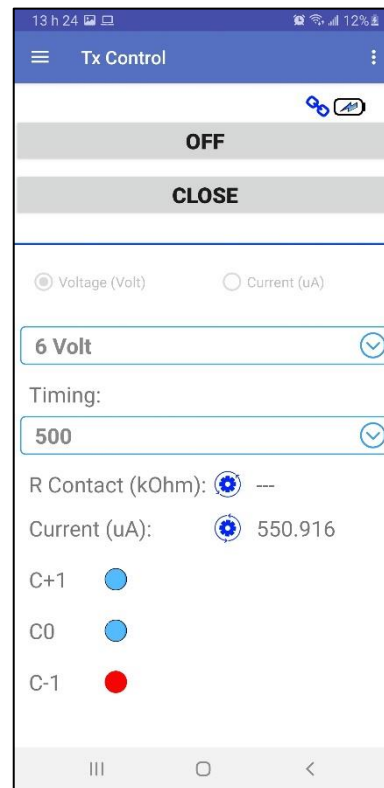 13 h 24 12%
Tx Control
OFF
CLOSE
Voltage (Volt) Current (uA)
6 Volt
Timing:
500
R Contact (kOhm): ---
Current (uA): 550.916
C+1
C0
C-1